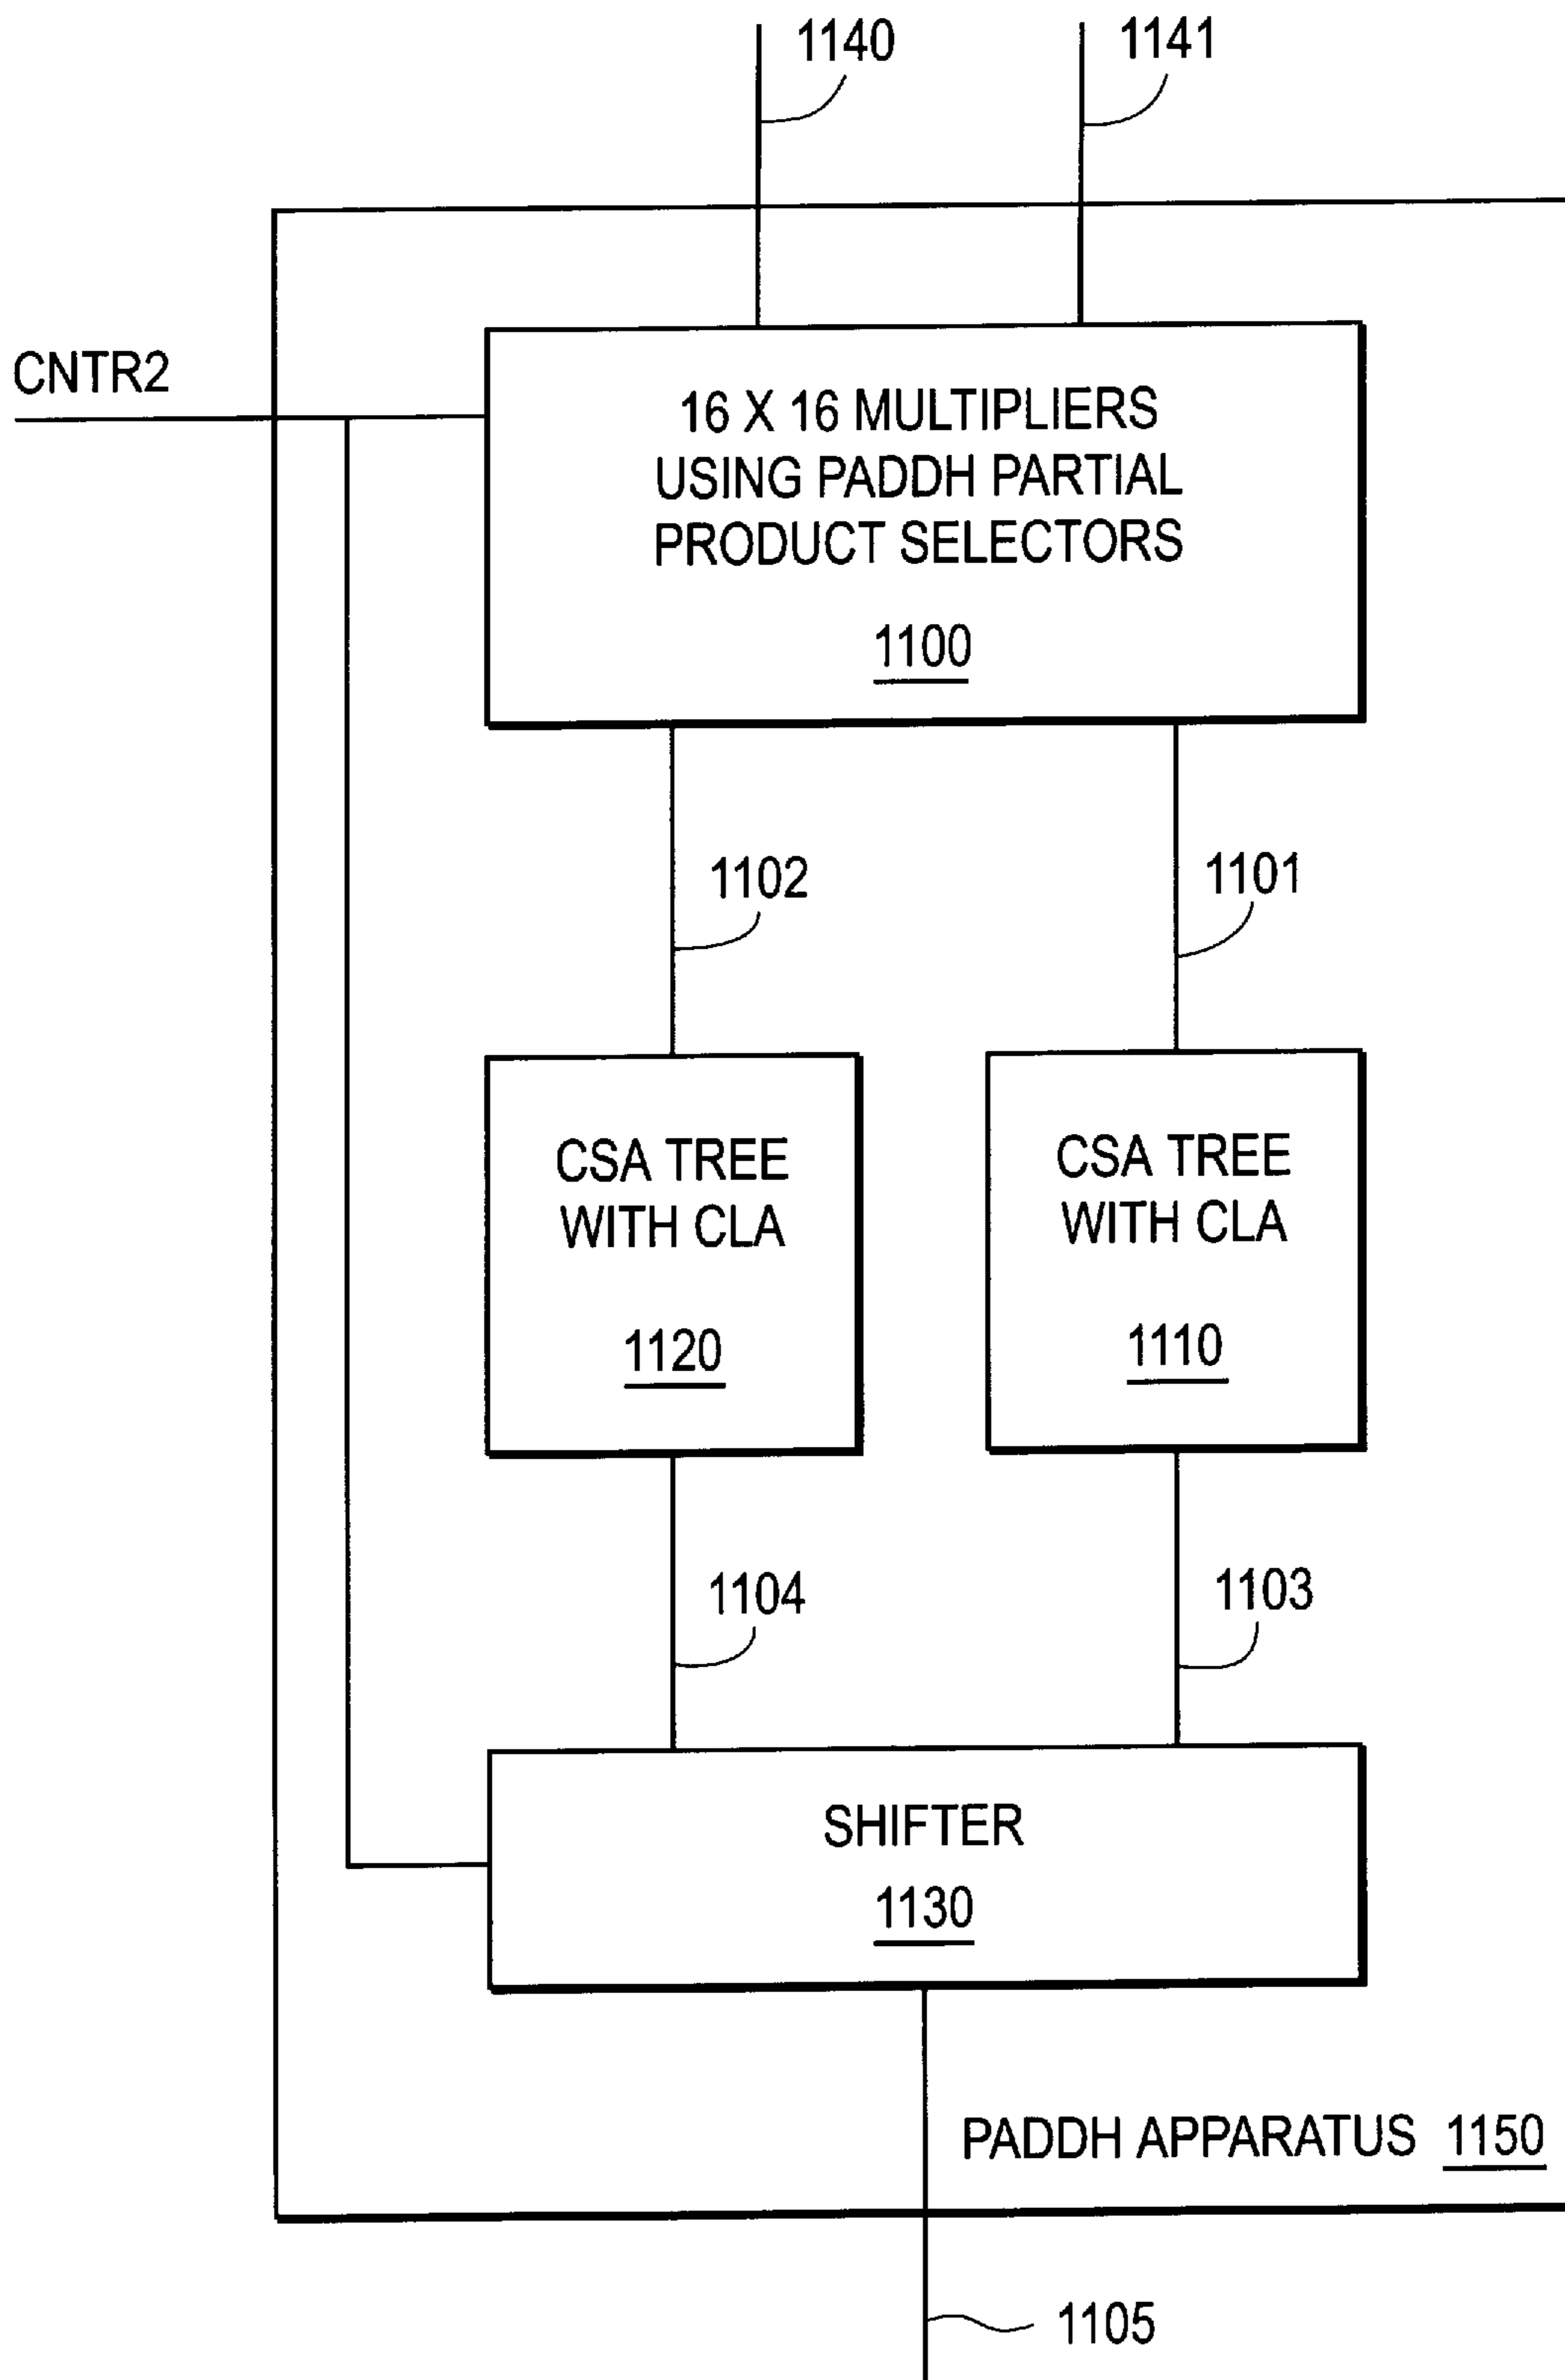 1140
1141
CNTR2
16 X 16 MULTIPLIERS
USING PADDH PARTIAL
PRODUCT SELECTORS
1100
1102
1101
CSA TREE
WITH CLA
1120
CSA TREE
WITH CLA
1110
1104
1103
SHIFTER
1130
PADDH APPARATUS 1150
1105